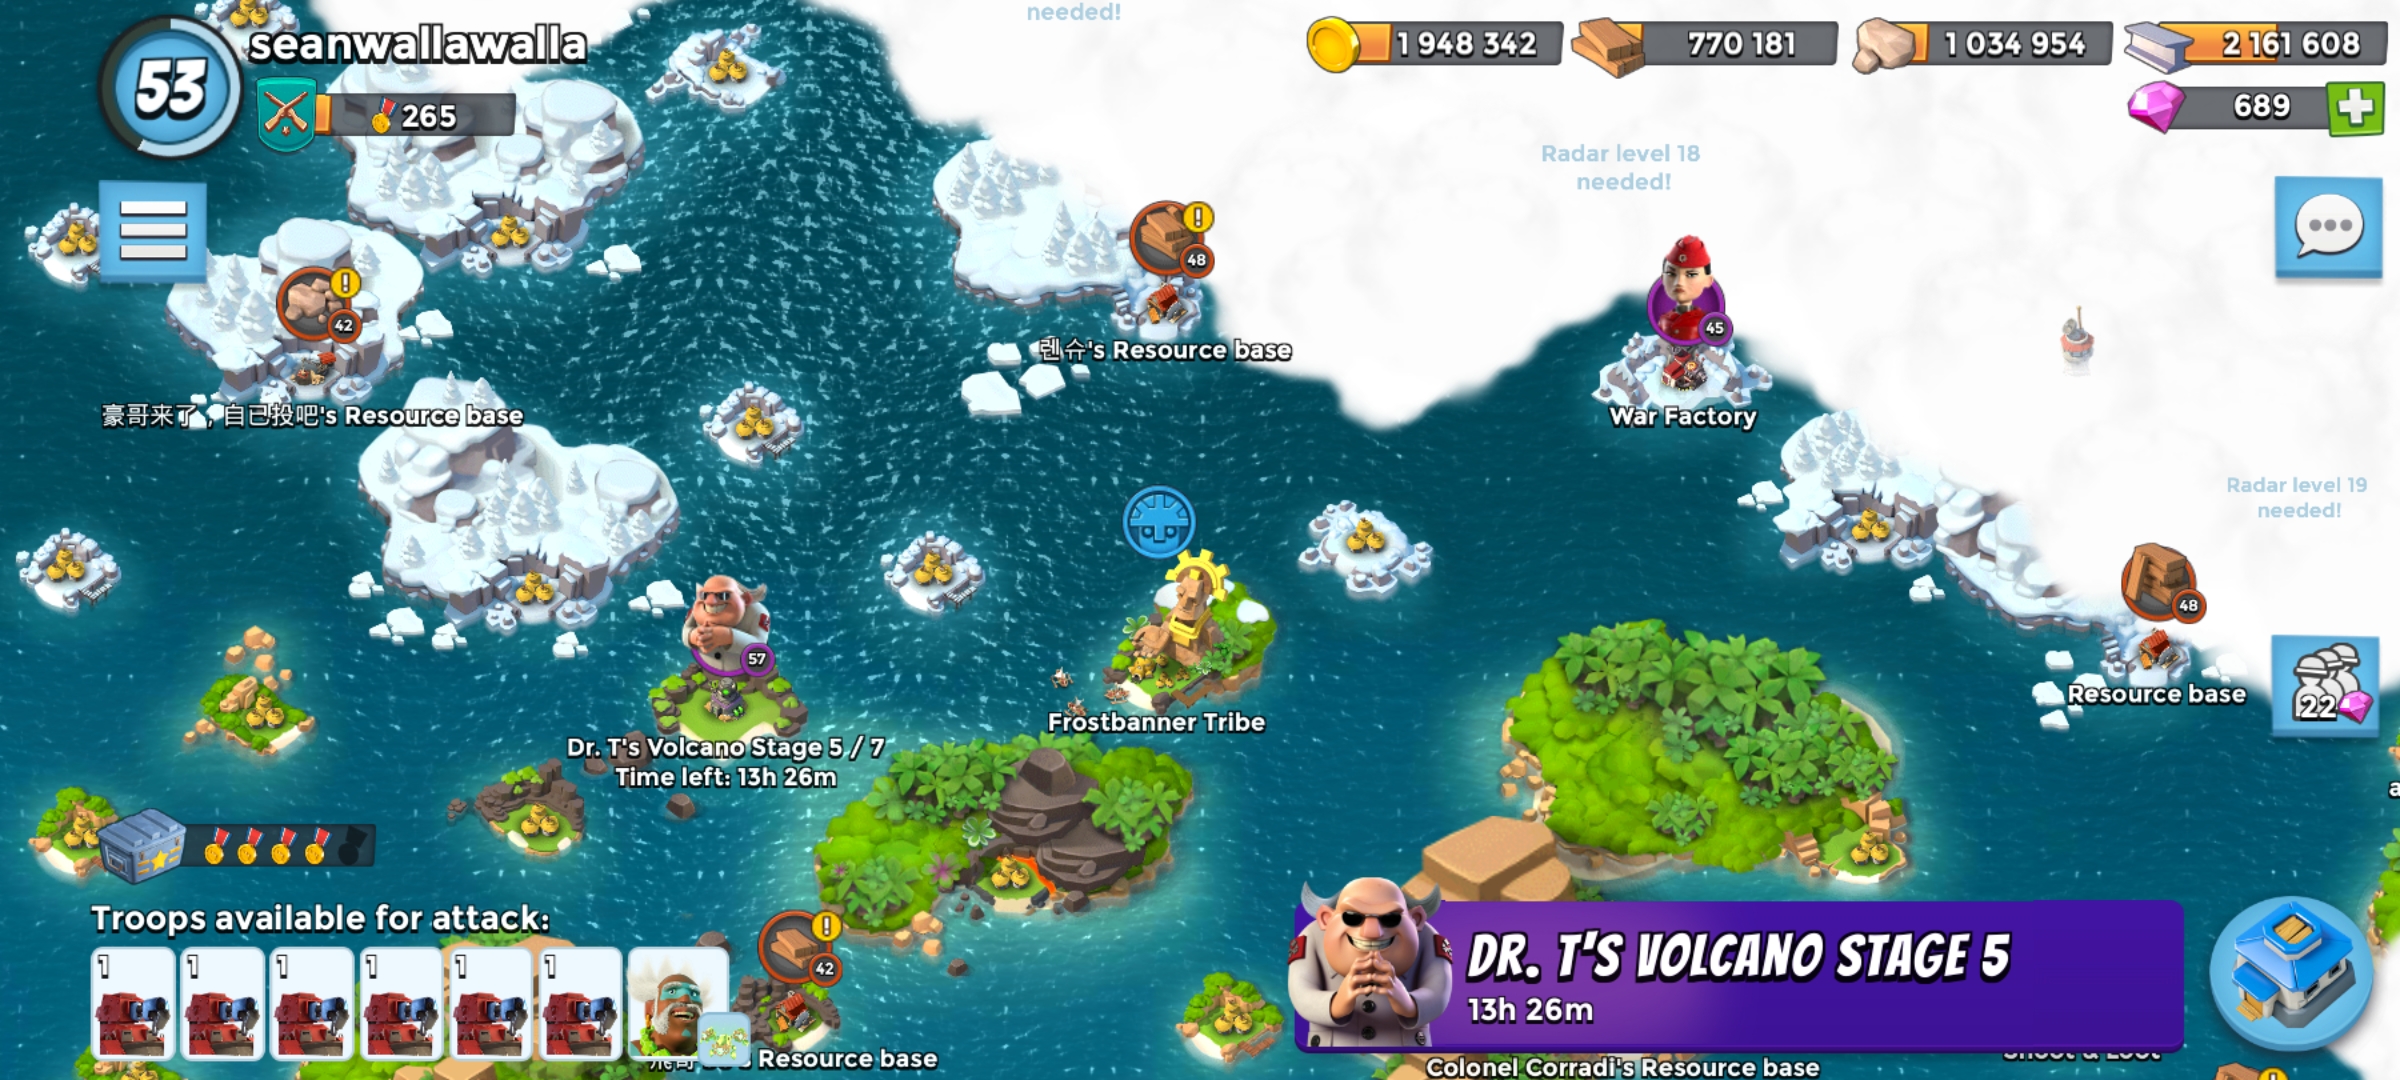 needed!
seanwallawalla
53
265
1 948 342
770 181
1 034 954
2 161 608
689
Radar level 18
needed!
48
렌슈's Resource base
42
豪哥来了，自已投吧's Resource base
45
War Factory
Radar level 19
needed!
48
Resource base
22
57
Dr. T's Volcano Stage 5 / 7
Time left: 13h 26m
Frostbanner Tribe
Troops available for attack:
1
1
1
1
1
1
42
Resource base
DR. T'S VOLCANO STAGE 5
13h 26m
Colonel Corradi's Resource base
Shoot & Loot